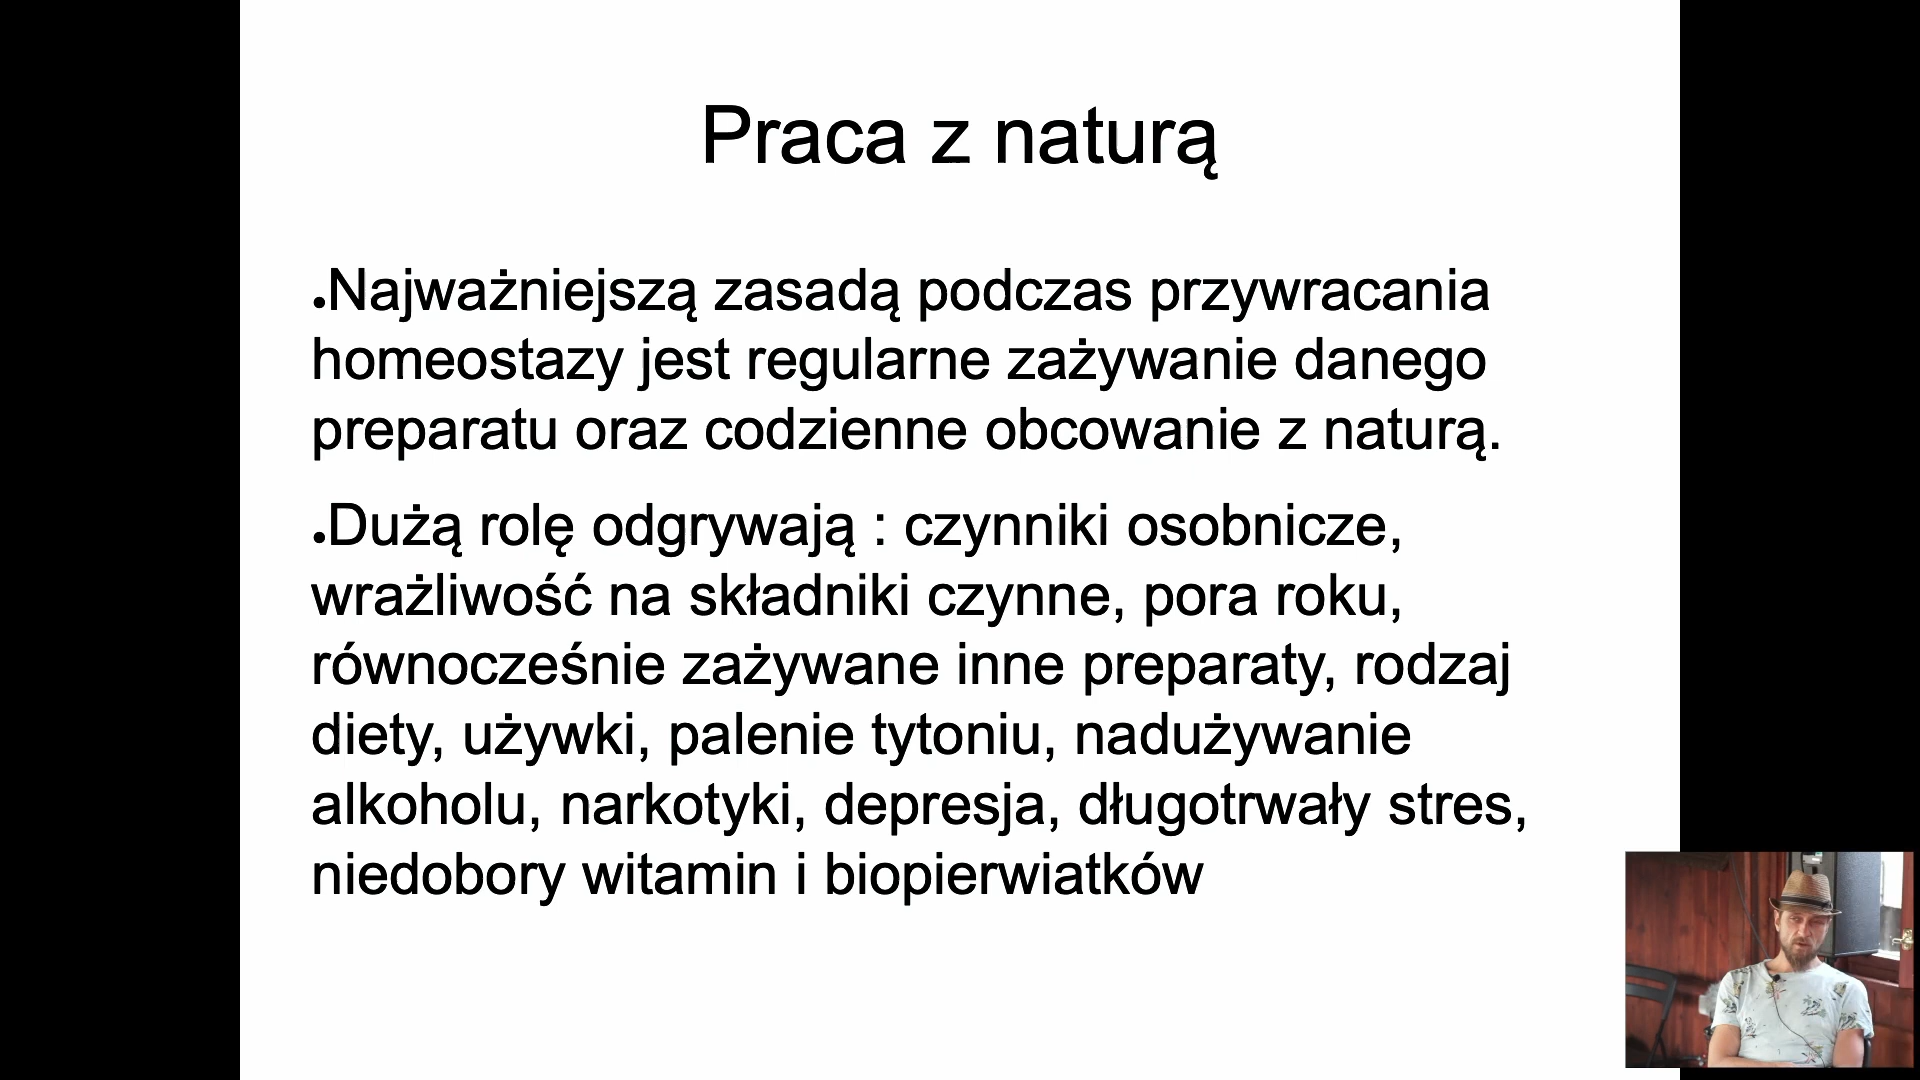 Praca z naturą
●Najważniejszą zasadą podczas przywracania
homeostazy jest regularne zażywanie danego
preparatu oraz codzienne obcowanie z naturą.
●Dużą rolę odgrywają : czynniki osobnicze,
wrażliwość na składniki czynne, pora roku,
równocześnie zażywane inne preparaty, rodzaj
diety, używki, palenie tytoniu, nadużywanie
alkoholu, narkotyki, depresja, długotrwały stres,
niedobory witamin i biopierwiatków